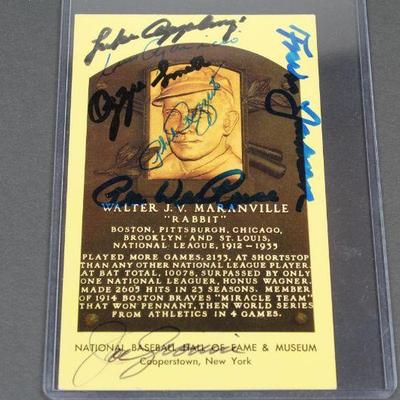 Luke Appling
Ozzie Smith
WALTER J. V. MARANVILLE
"RABBIT"
BOSTON, PITTSBURGH, CHICAGO,
BROOKLYN AND ST. LOUIS,
NATIONAL LEAGUE, 1912 - 1935
PLAYED MORE GAMES, 2153, AT SHORTSTOP
THAN ANY OTHER NATIONAL LEAGUE PLAYER.
AT BAT TOTAL, 10078, SURPASSED BY ONLY
ONE NATIONAL LEAGUER, HONUS WAGNER.
MADE 2605 HITS IN 23 SEASONS. MEMBER
OF 1914 BOSTON BRAVES "MIRACLE TEAM"
THAT WON PENNANT, THEN WORLD SERIES
FROM ATHLETICS IN 4 GAMES.
NATIONAL BASEBALL HALL OF FAME & MUSEUM
Cooperstown, New York